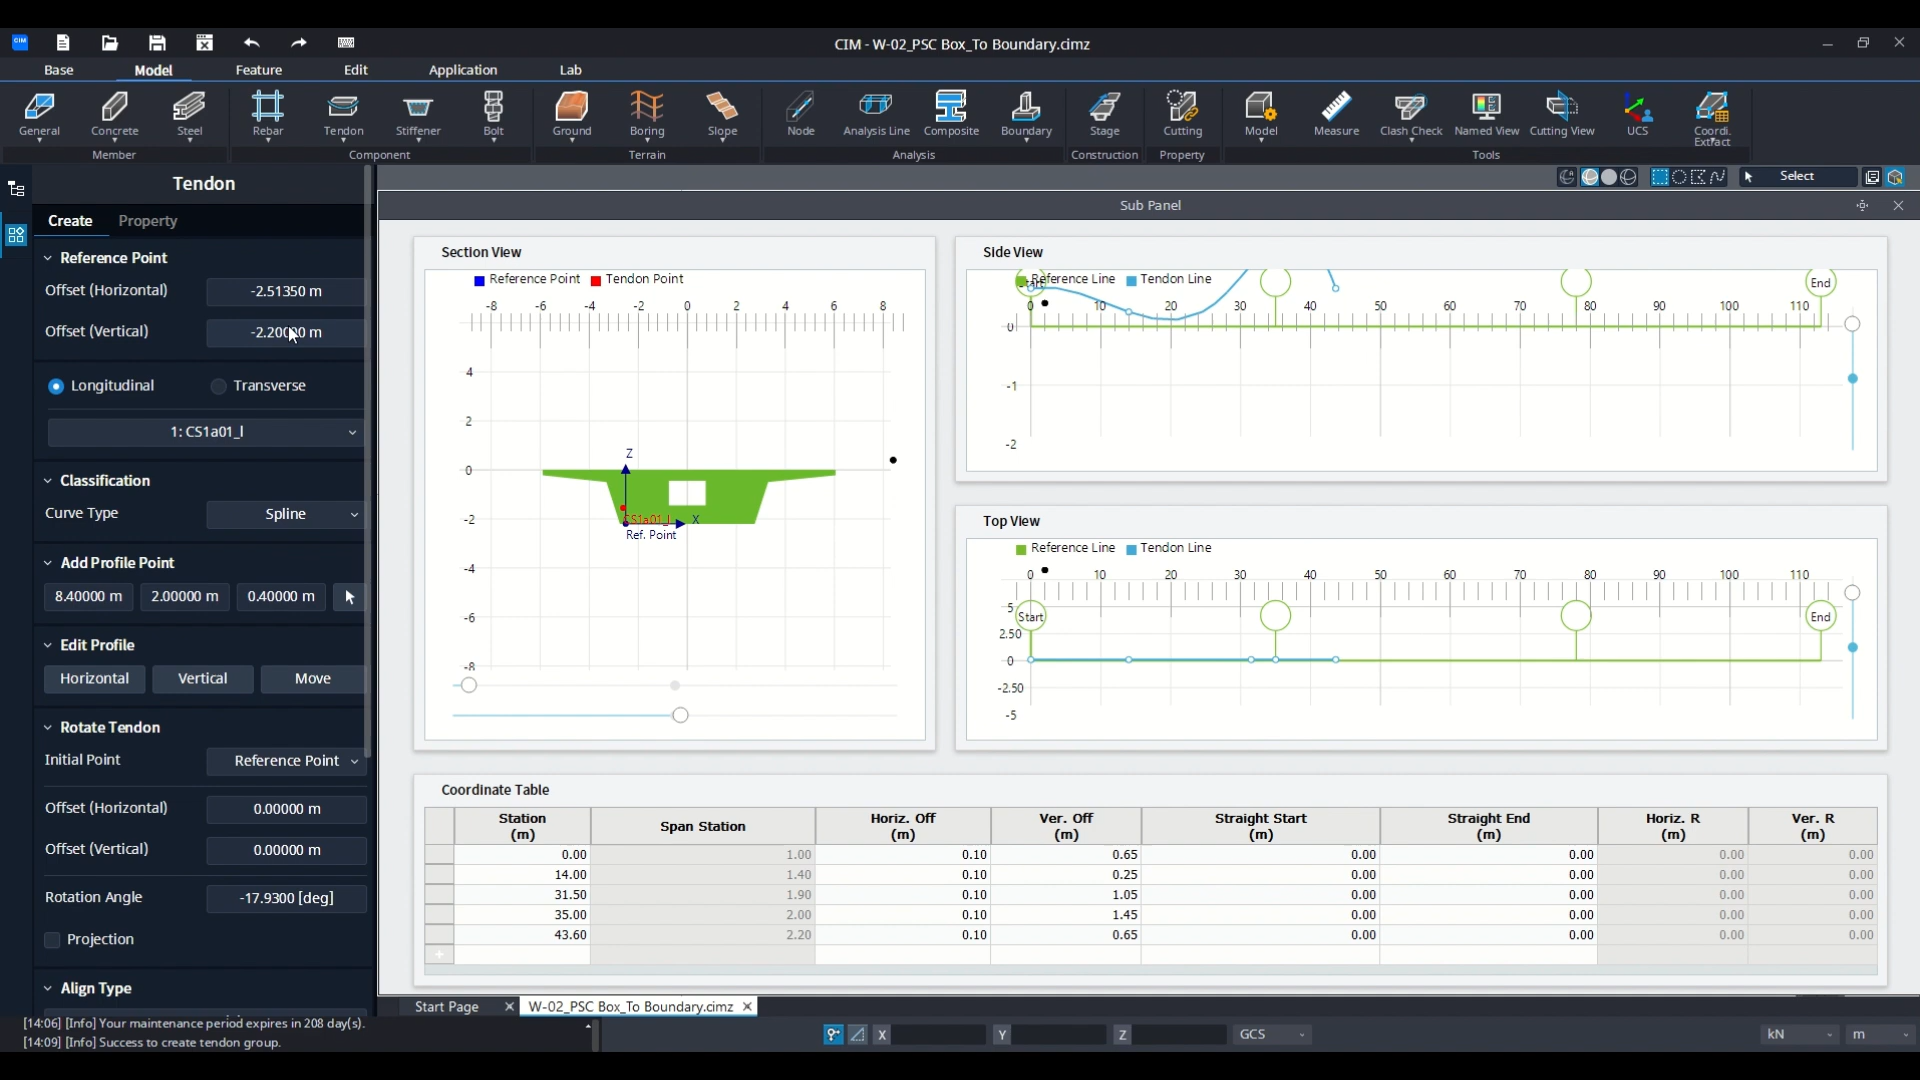 CIM
CIM - W-02_PSC Box_To Boundary.cimz
Base Model Feature Edit Application Lab
General Concrete Steel Rebar Tendon Stiffener Bolt Ground Boring Slope Node Analysis Line Composite Boundary Stage Cutting Model Measure Clash Check Named View Cutting View UCS Coordi. Extract
Member Component Terrain Analysis Construction Property Tools
Tendon
Select
Create Property
Sub Panel
Reference Point
Offset (Horizontal) -2.51350 m
Offset (Vertical) -2.20000 m
Longitudinal Transverse
1: CS1a01_l
Classification
Curve Type Spline
Add Profile Point
8.40000 m 2.00000 m 0.40000 m
Edit Profile
Horizontal Vertical Move
Rotate Tendon
Initial Point Reference Point
Offset (Horizontal) 0.00000 m
Offset (Vertical) 0.00000 m
Rotation Angle -17.9300 [deg]
Projection
Align Type
Section View
Reference Point Tendon Point
-8 -6 -4 -2 0 2 4 6 8
4
2
0
-2
-4
-6
-8
Z
CS1a01_l X
Ref. Point
Side View
Reference Line Tendon Line
Start End
0 10 20 30 40 50 60 70 80 90 100 110
0
-1
-2
Top View
Reference Line Tendon Line
0 10 20 30 40 50 60 70 80 90 100 110
5
Start End
2.50
0
-2.50
-5
Coordinate Table
Station (m) Span Station Horiz. Off (m) Ver. Off (m) Straight Start (m) Straight End (m) Horiz. R (m) Ver. R (m)
0.00 1.00 0.10 0.65 0.00 0.00 0.00 0.00
14.00 1.40 0.10 0.25 0.00 0.00 0.00 0.00
31.50 1.90 0.10 1.05 0.00 0.00 0.00 0.00
35.00 2.00 0.10 1.45 0.00 0.00 0.00 0.00
43.60 2.20 0.10 0.65 0.00 0.00 0.00 0.00
Start Page W-02_PSC Box_To Boundary.cimz
[14:06] [Info] Your maintenance period expires in 208 day(s).
[14:09] [Info] Success to create tendon group.
X Y Z GCS kN m